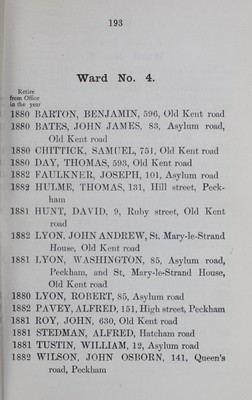 193
Ward No. 4.
Retire
from Office
in the year
1880 BARTON, BENJAMIN, 596, Old Kent road
1880 BATES, JOHN JAMES, 83, Asylum road,
Old Kent road
1880 CHITTICK, SAMUEL, 751, Old Kent road
1880 DAY, THOMAS, 593, Old Kent road
1882 FAULKNER, JOSEPH, 101, Asylum road
1882 HULME, THOMAS, 131, Hill street, Peck-
ham
1881 HUNT, DAVID, 9, Ruby street, Old Kent
road
1882 LYON, JOHN ANDREW, St. Mary-le-Strand
House, Old Kent road
1881 LYON, WASHINGTON, 85, Asylum road,
Peckham, and St. Mary-le-Strand House,
Old Kent road
1880 LYON, ROBERT, 85, Asylum road
1882 PAVEY, ALFRED, 151, High street, Peckham
1881 ROY, JOHN, 630, Old Kent road
1881 STEDMAN, ALFRED, Hatcham road
1881 TUSTIN, WILLIAM, 12, Asylum road
1882 WILSON, JOHN OSBORN, 141, Queen's
road, Peckham